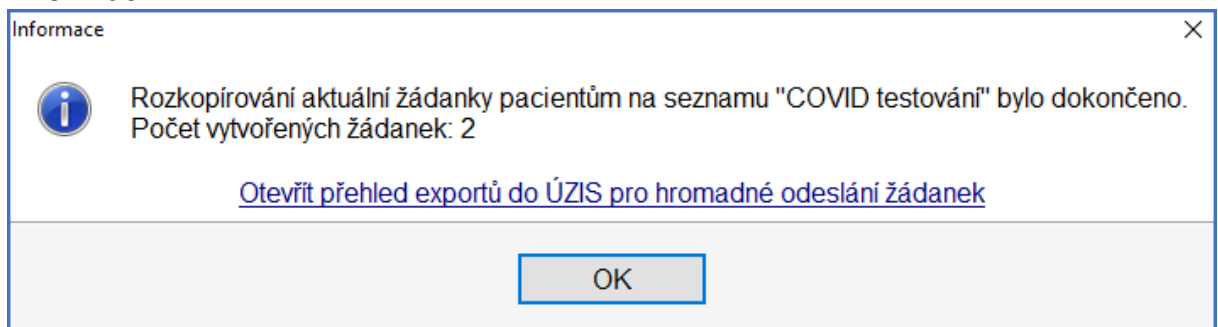 Informace
Rozkopírování aktuální žádanky pacientům na seznamu "COVID testování" bylo dokončeno.
Počet vytvořených žádanek: 2
Otevřít přehled exportů do ÚZIS pro hromadné odeslání žádanek
OK